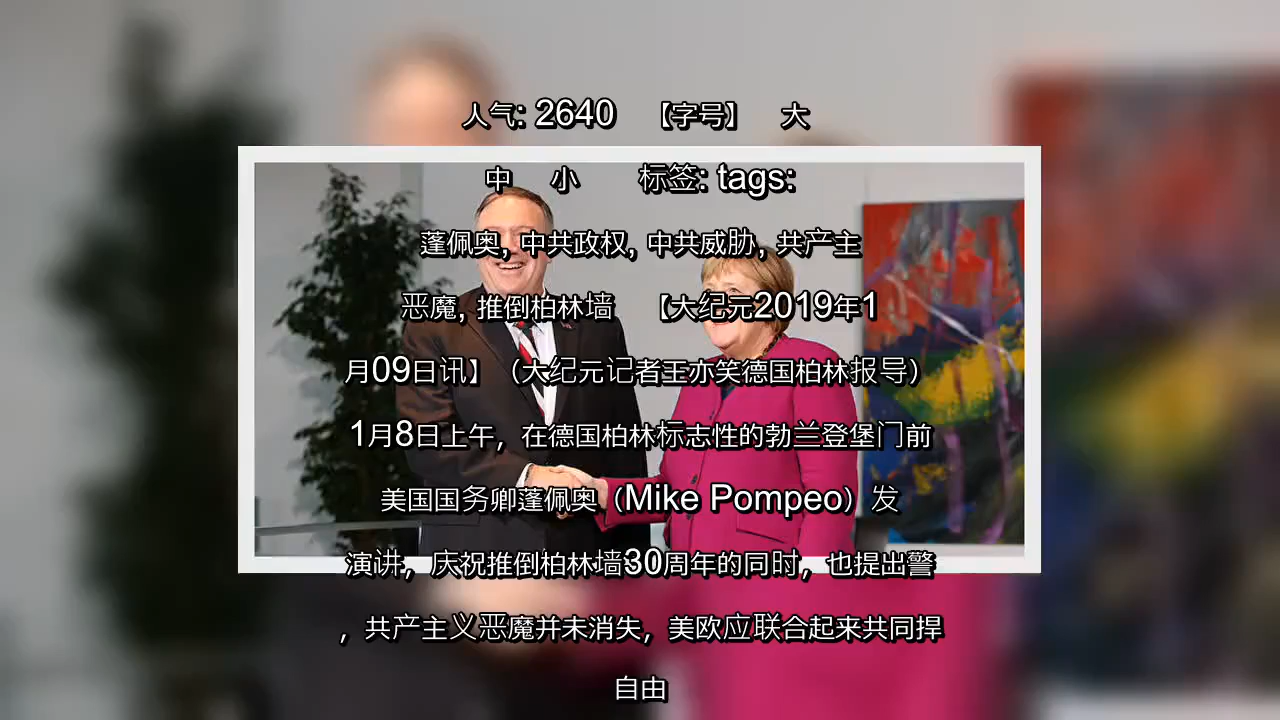 人气: 2640 【字号】 大
中 小 标签: tags:
蓬佩奥, 中共政权, 中共威胁, 共产主
恶魔, 推倒柏林墙 【大纪元2019年1
月09日讯】（大纪元记者王亦笑德国柏林报导）
1月8日上午，在德国柏林标志性的勃兰登堡门前
美国国务卿蓬佩奥（Mike Pompeo）发
演讲，庆祝推倒柏林墙30周年的同时，也提出警
，共产主义恶魔并未消失，美欧应联合起来共同捍
自由